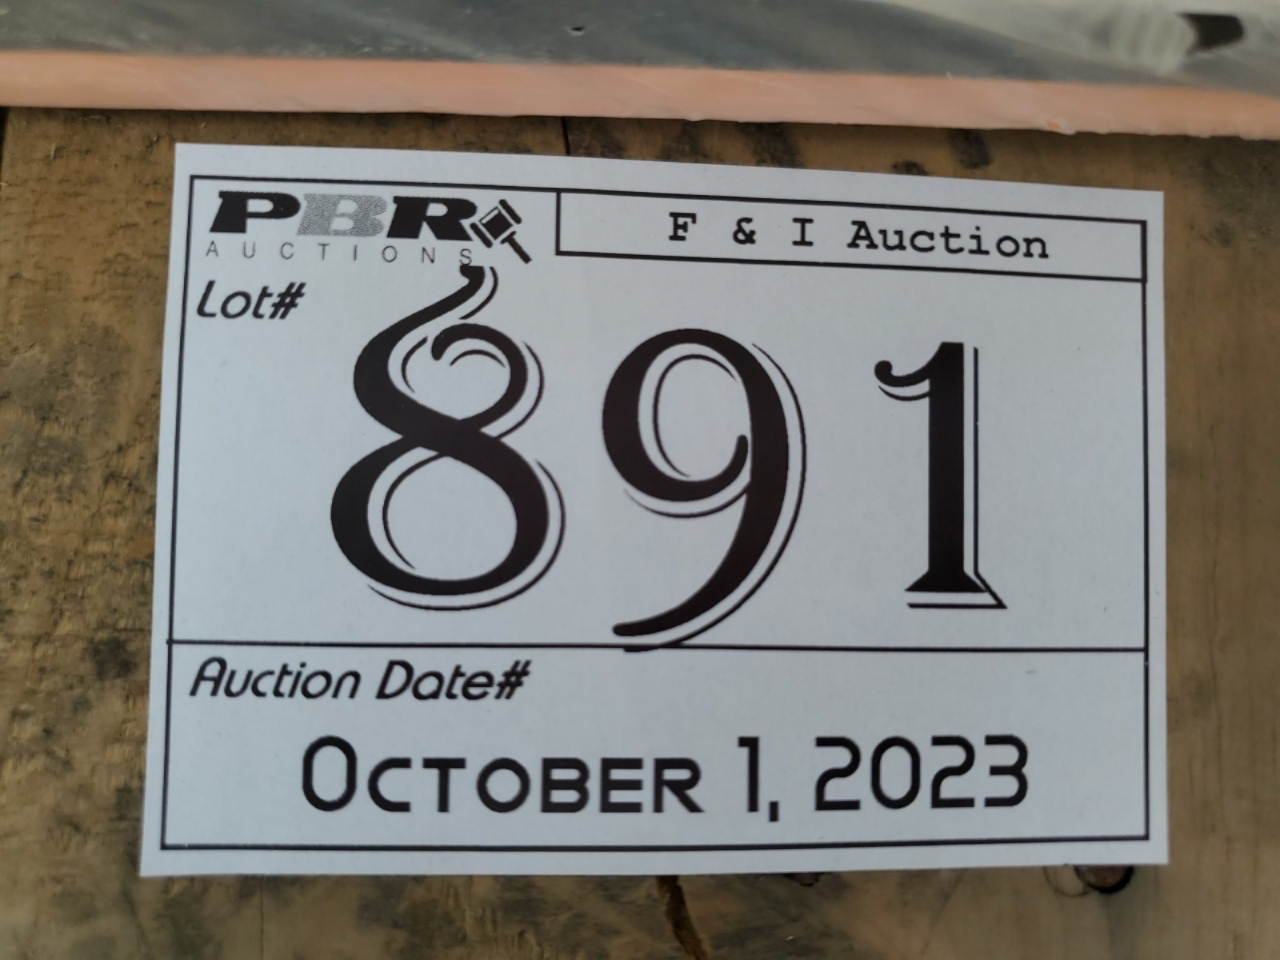 PBR
AUCTIONS
F & I Auction
Lot#
891
Auction Date#
OCTOBER 1, 2023